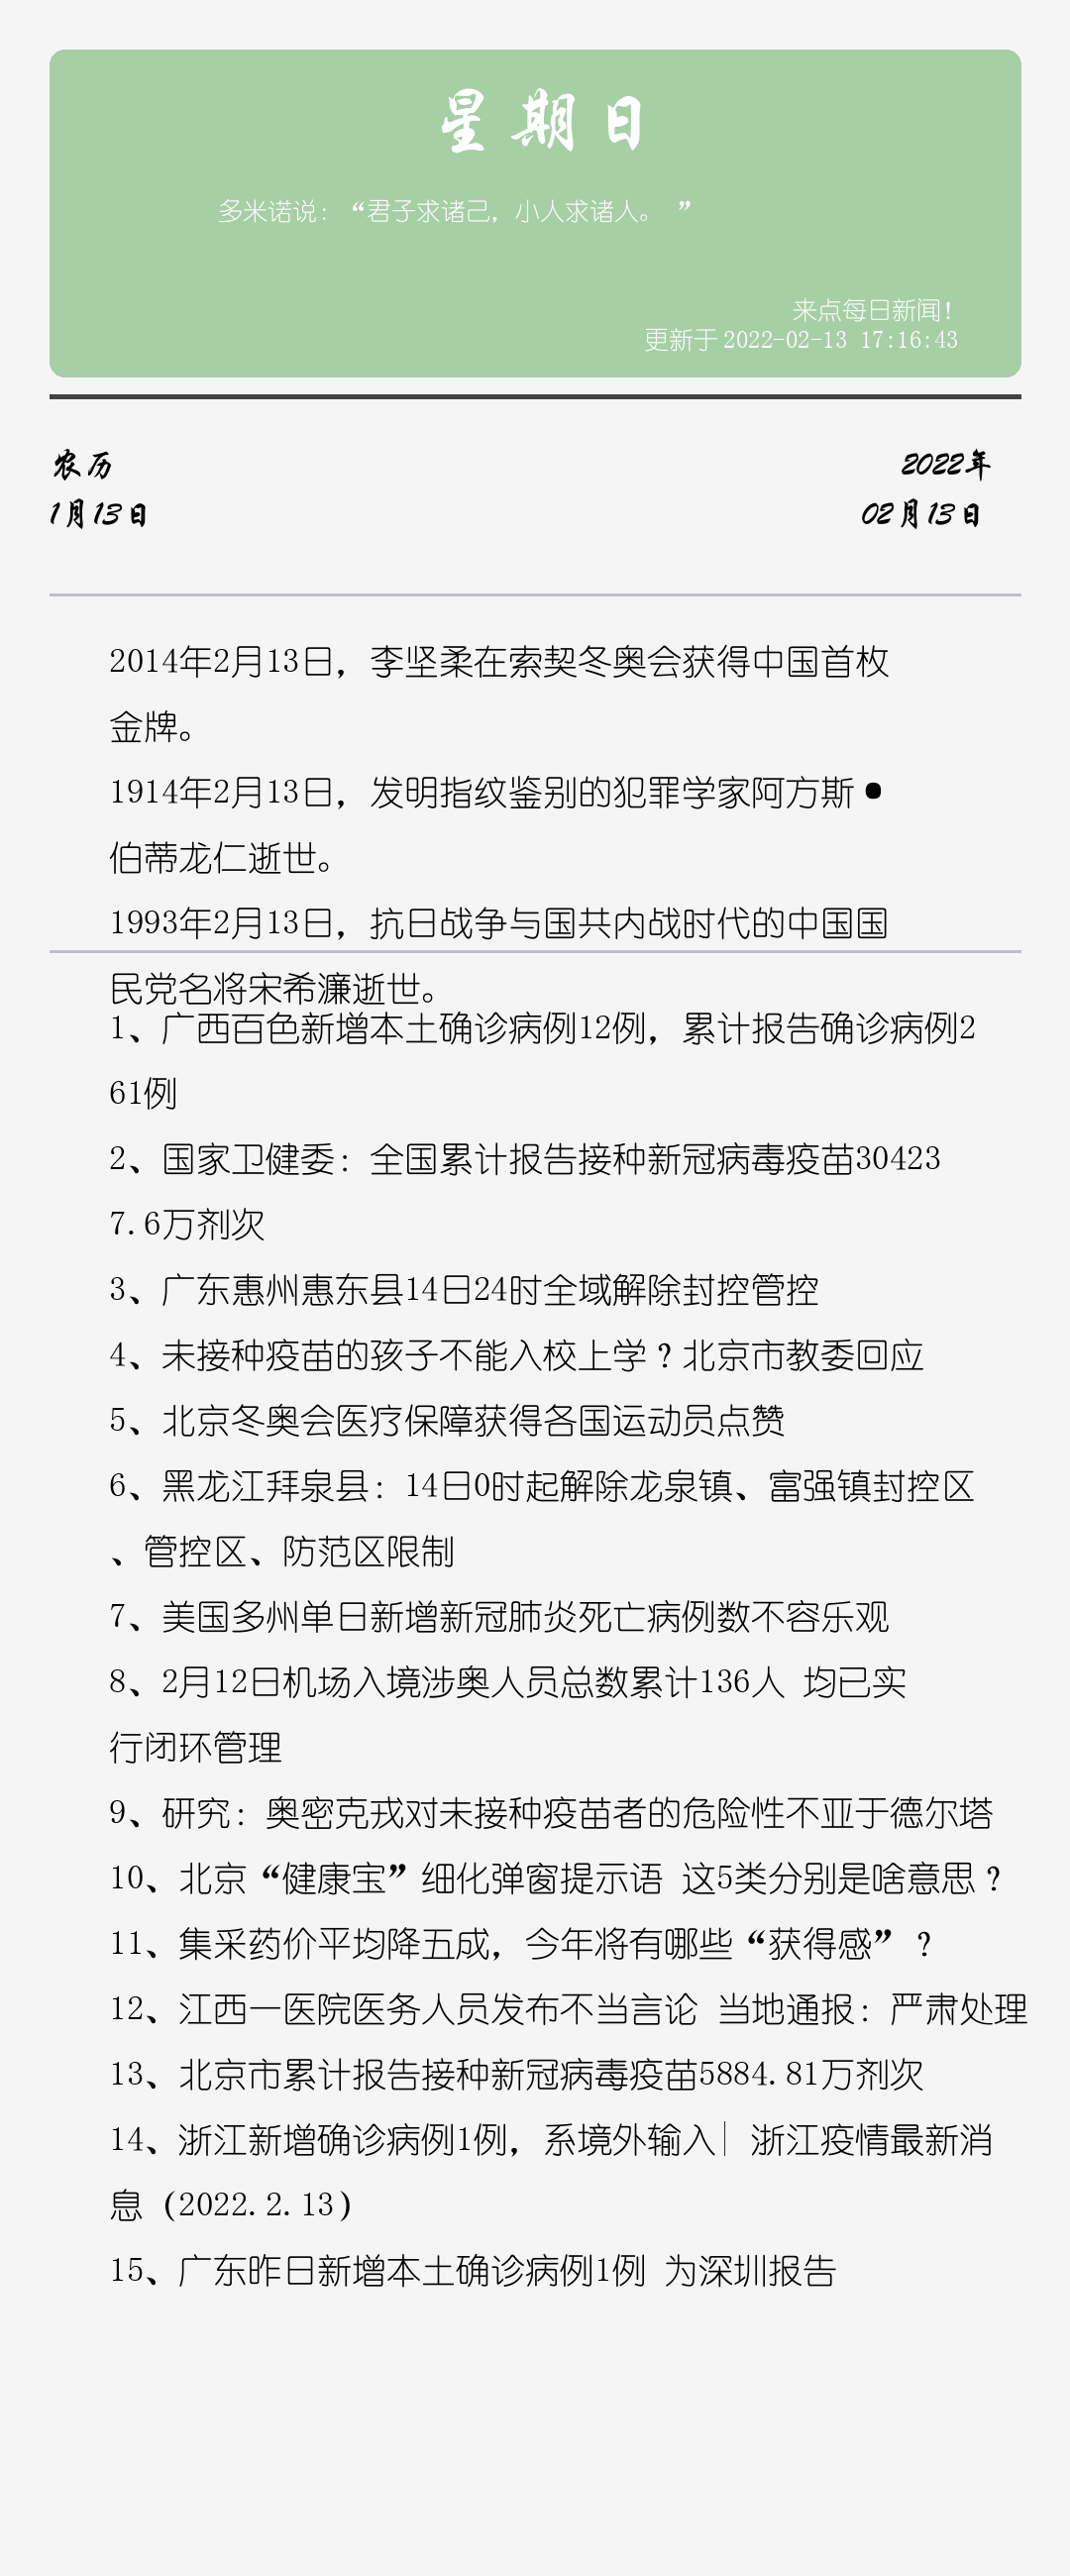 星期日
多米诺说：“君子求诸己，小人求诸人。 ”
来点每日新闻！
更新于 2022-02-13 17:16:43
农历
2022年
1月13日
02月13日
2014年2月13日，李坚柔在索契冬奥会获得中国首枚
金牌。
1914年2月13日，发明指纹鉴别的犯罪学家阿方斯•
伯蒂龙仁逝世。
1993年2月13日，抗日战争与国共内战时代的中国国
民党名将宋希濂逝世。
1、广西百色新增本土确诊病例12例，累计报告确诊病例2
61例
2、国家卫健委：全国累计报告接种新冠病毒疫苗30423
7.6万剂次
3、广东惠州惠东县14日24时全域解除封控管控
4、未接种疫苗的孩子不能入校上学？北京市教委回应
5、北京冬奥会医疗保障获得各国运动员点赞
6、黑龙江拜泉县：14日0时起解除龙泉镇、富强镇封控区
、管控区、防范区限制
7、美国多州单日新增新冠肺炎死亡病例数不容乐观
8、2月12日机场入境涉奥人员总数累计136人 均已实
行闭环管理
9、研究：奥密克戎对未接种疫苗者的危险性不亚于德尔塔
10、北京“健康宝”细化弹窗提示语 这5类分别是啥意思？
11、集采药价平均降五成，今年将有哪些“获得感”？
12、江西一医院医务人员发布不当言论 当地通报：严肃处理
13、北京市累计报告接种新冠病毒疫苗5884.81万剂次
14、浙江新增确诊病例1例，系境外输入| 浙江疫情最新消
息（2022.2.13）
15、广东昨日新增本土确诊病例1例 为深圳报告